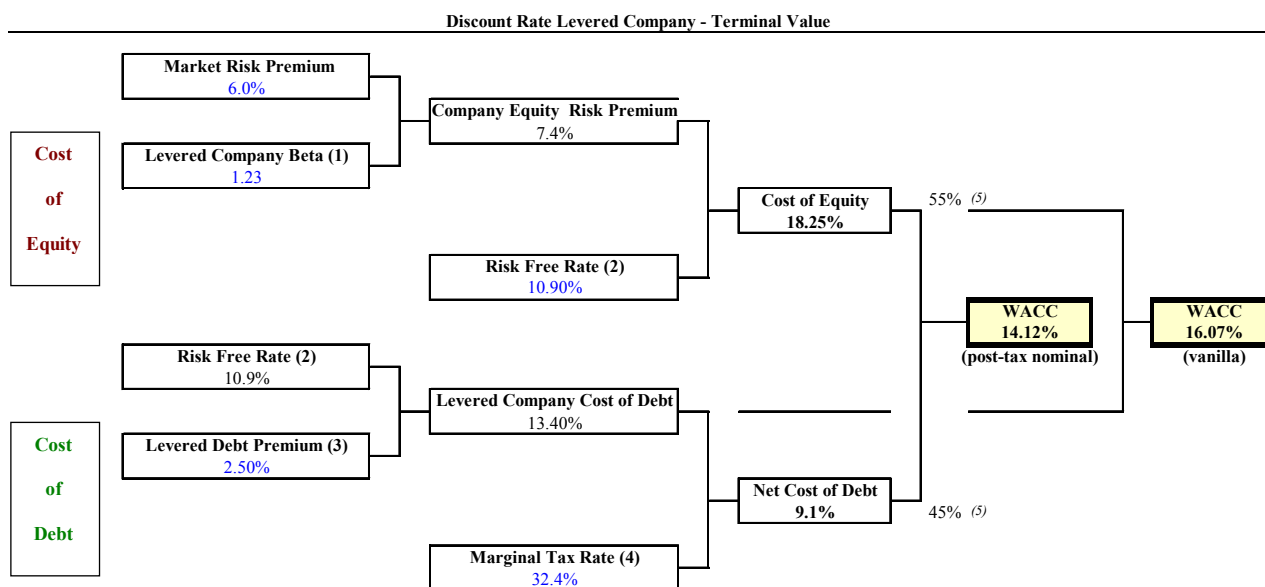 Discount Rate Levered Company - Terminal Value
Market Risk Premium
6.0%
Company Equity Risk Premium
7.4%
Cost
of
Equity
Levered Company Beta (1)
1.23
Cost of Equity
18.25%
55% (5)
Risk Free Rate (2)
10.90%
WACC
14.12%
(post-tax nominal)
WACC
16.07%
(vanilla)
Risk Free Rate (2)
10.9%
Levered Company Cost of Debt
13.40%
Cost
of
Debt
Levered Debt Premium (3)
2.50%
Net Cost of Debt
9.1%
45% (5)
Marginal Tax Rate (4)
32.4%